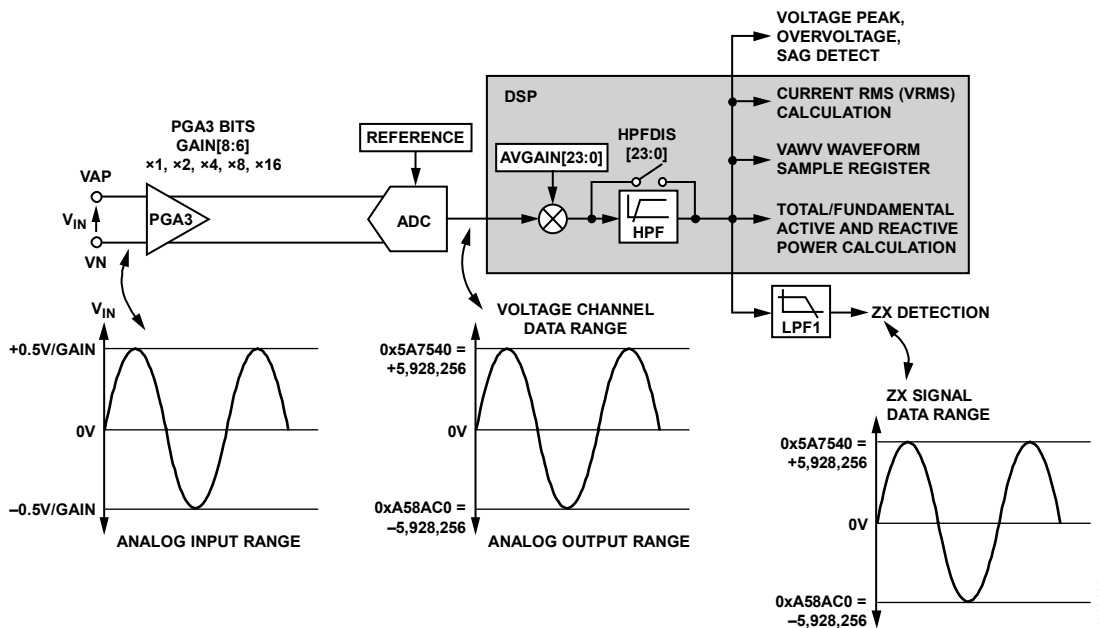 VOLTAGE PEAK,
OVERVOLTAGE,
SAG DETECT
DSP
CURRENT RMS (VRMS)
CALCULATION
PGA3 BITS
GAIN[8:6]
×1, ×2, ×4, ×8, ×16
REFERENCE
HPFDIS
[23:0]
AVGAIN[23:0]
VAWV WAVEFORM
SAMPLE REGISTER
VAP
VIN
PGA3
ADC
HPF
TOTAL/FUNDAMENTAL
ACTIVE AND REACTIVE
POWER CALCULATION
VN
LPF1
ZX DETECTION
VIN
+0.5V/GAIN
0V
–0.5V/GAIN
ANALOG INPUT RANGE
VOLTAGE CHANNEL
DATA RANGE
0x5A7540 =
+5,928,256
0V
0xA58AC0 =
–5,928,256
ANALOG OUTPUT RANGE
ZX SIGNAL
DATA RANGE
0x5A7540 =
+5,928,256
0V
0xA58AC0 =
–5,928,256